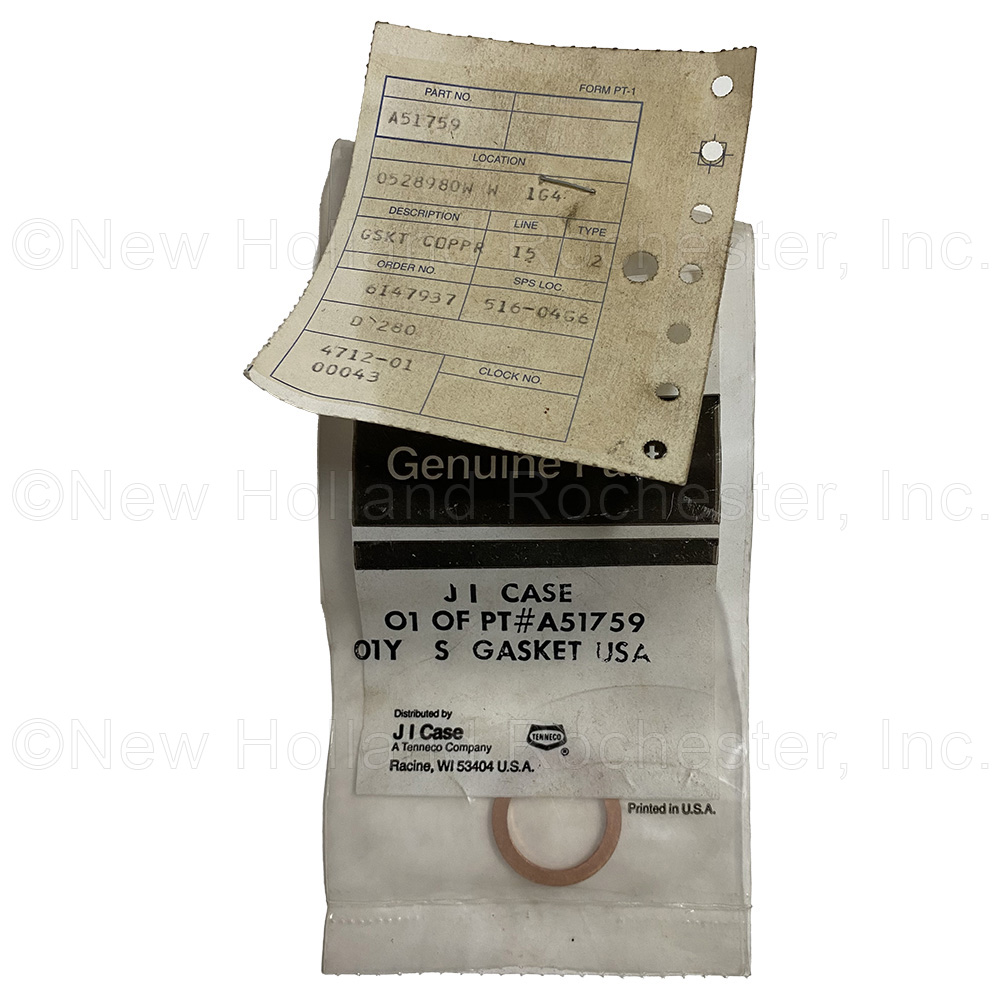 FORM PT-1
PART NO.
A51759
LOCATION
0528980W W 1G4
DESCRIPTION LINE TYPE
GSKT COPPR 15 2
ORDER NO. SPS LOC.
6147937 516-04G6
D 280
4712-01
00043
CLOCK NO.
©New Holland Rochester, Inc.
Genuine
©New Holland Rochester, Inc.
J I CASE
01 OF PT#A51759
01Y S GASKET USA
Distributed by
J I Case
A Tenneco Company
Racine, WI 53404 U.S.A.
TENNECO
®
©New Holland Rochester, Inc.
Printed in U.S.A.